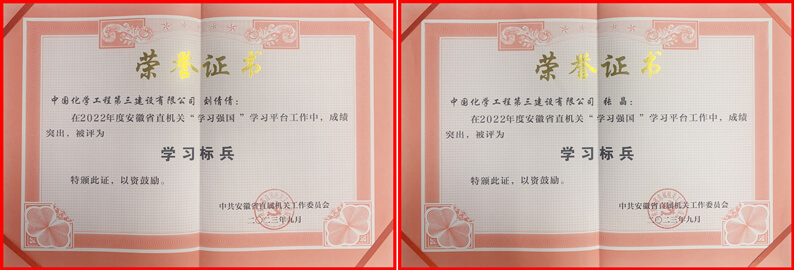 荣誉证书
中国化学工程第三建设有限公司 刘倩倩：
在2022年度安徽省直机关“学习强国”学习平台工作中，成绩
突出，被评为
学习标兵
特颁此证，以资鼓励。
中共安徽省直属机关工作委员会
二〇二三年九月
荣誉证书
中国化学工程第三建设有限公司 张晶：
在2022年度安徽省直机关“学习强国”学习平台工作中，成绩
突出，被评为
学习标兵
特颁此证，以资鼓励。
中共安徽省直属机关工作委员会
二〇二三年九月